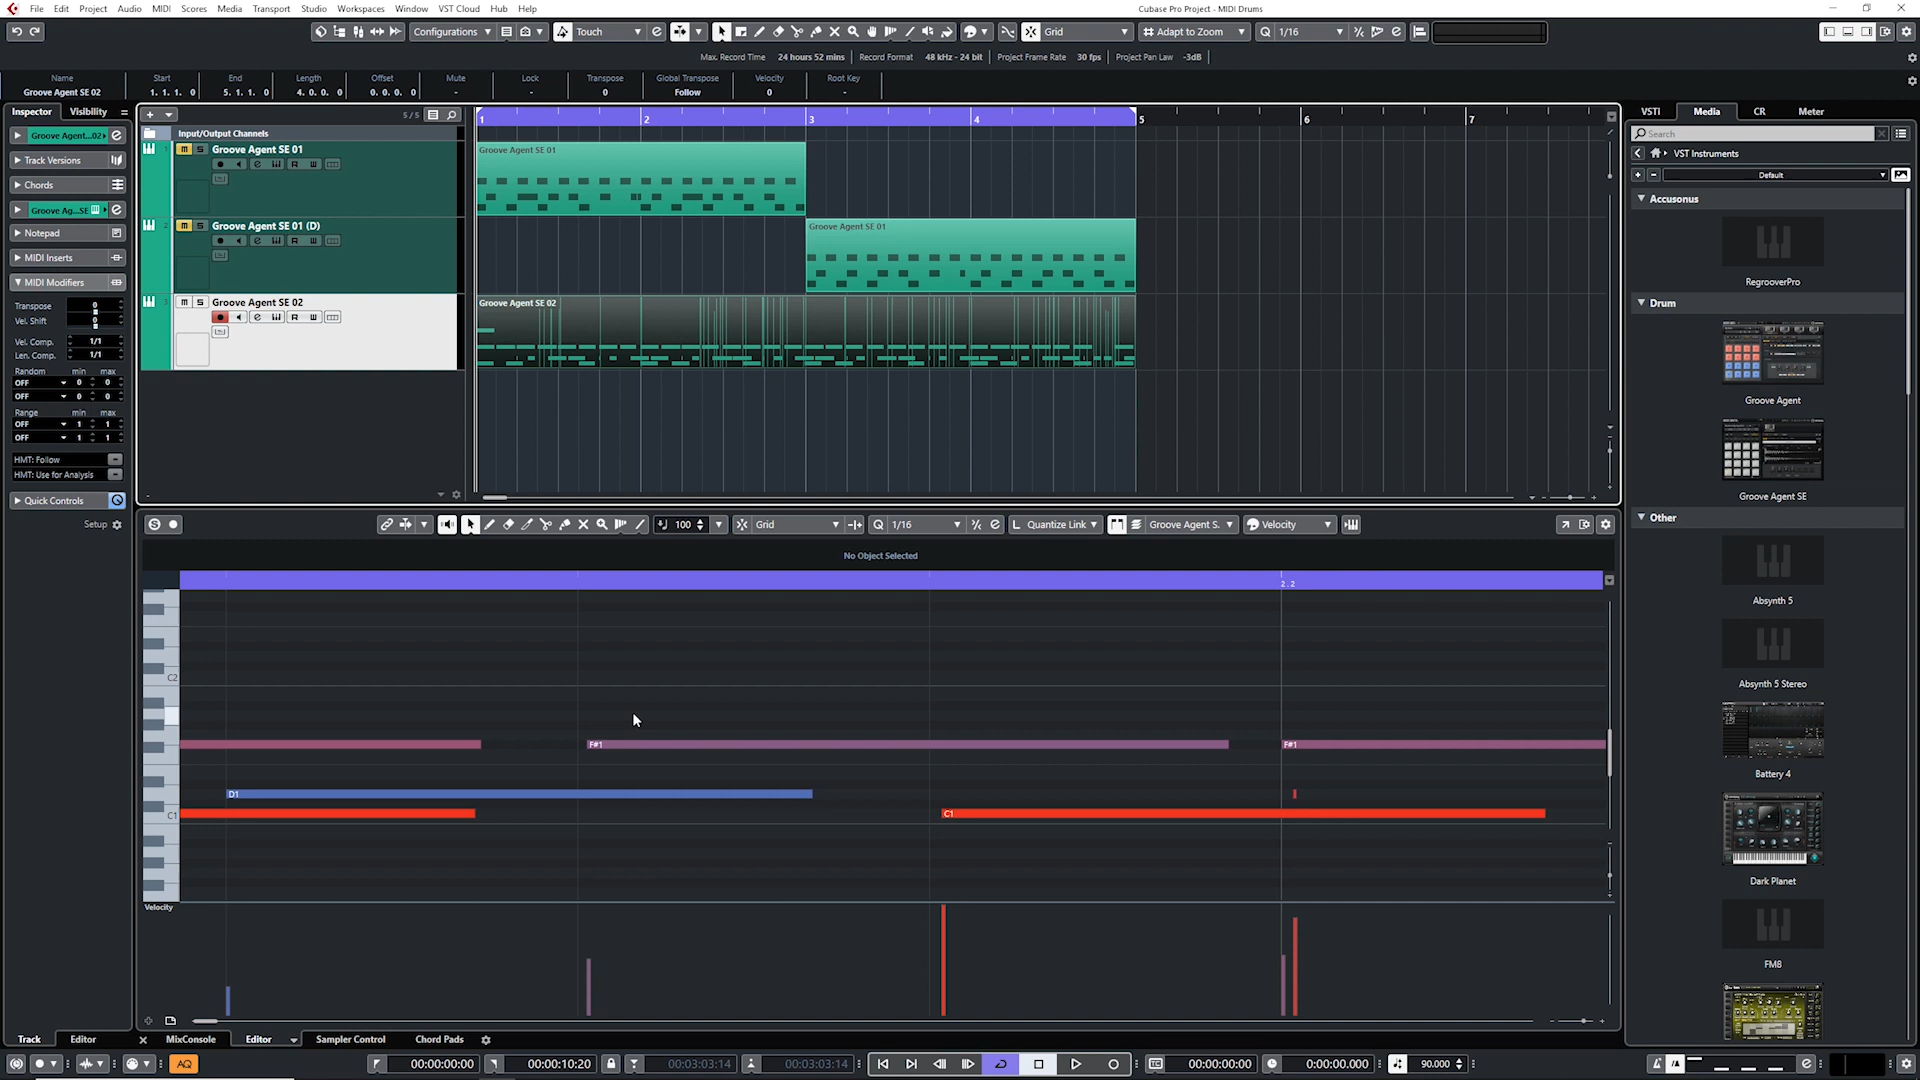 File Edit Project Audio MIDI Scores Media Transport Studio Workspaces Window VST Cloud Hub Help
Cubase Pro Project - MIDI Drums
Configurations Touch Grid Adapt to Zoom Q 1/16
Max. Record Time 24 hours 52 mins Record Format 48 kHz - 24 bit Project Frame Rate 30 fps Project Pan Law -3dB
Name Start End Length Offset Mute Lock Transpose Global Transpose Velocity Root Key
Groove Agent SE 02 1. 1. 1. 0 5. 1. 1. 0 4. 0. 0. 0 0. 0. 0. 0 - - 0 Follow 0 -
Inspector Visibility
Groove Agent...02
Track Versions
Chords
Groove Ag...SE
Notepad
MIDI Inserts
MIDI Modifiers
Transpose 0
Vel. Shift 0
Vel. Comp. 1/1
Len. Comp. 1/1
Random min max
OFF 0 0
OFF 0 0
Range min max
OFF 1 1
OFF 1 1
HMT: Follow
HMT: Use for Analysis
Quick Controls
Setup
5/5
Input/Output Channels
1 m S Groove Agent SE 01
2 m S Groove Agent SE 01 (D)
3 m S Groove Agent SE 02
1 2 3 4 5 6 7
Groove Agent SE 01
Groove Agent SE 01
Groove Agent SE 02
S 100 Grid Q 1/16 L Quantize Link Groove Agent S. Velocity
No Object Selected
2.2
C2
F#1 F#1
D1
C1 C1
Velocity
VSTi Media CR Meter
Search
VST Instruments
Default
Accusonus
RegrooverPro
Drum
Groove Agent
Groove Agent SE
Other
Absynth 5
Absynth 5 Stereo
Battery 4
Dark Planet
FM8
Track Editor MixConsole Editor Sampler Control Chord Pads
AQ 00:00:00:00 00:00:10:20 00:03:03:14 00:03:03:14 00:00:00:00 0:00:00.000 90.000